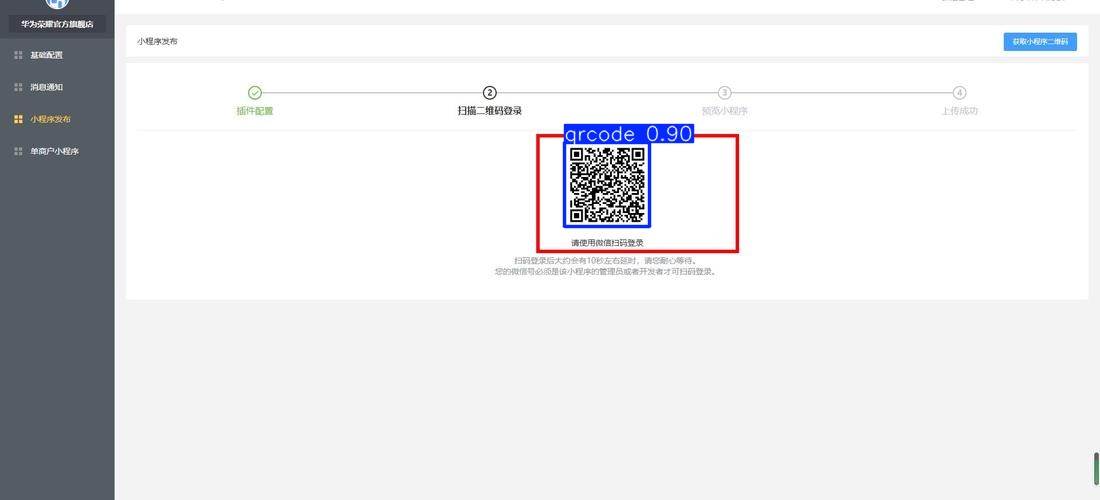 华为荣耀官方旗舰店
基础配置
消息通知
小程序发布
单商户小程序
小程序发布
获取小程序二维码
2
3
4
插件配置
扫描二维码登录
预览小程序
上传成功
qrcode 0.90
请使用微信扫码登录
扫码登录后大约会有10秒左右延时，请您耐心等待。
您的微信号必须是该小程序的管理员或者开发者才可扫码登录。